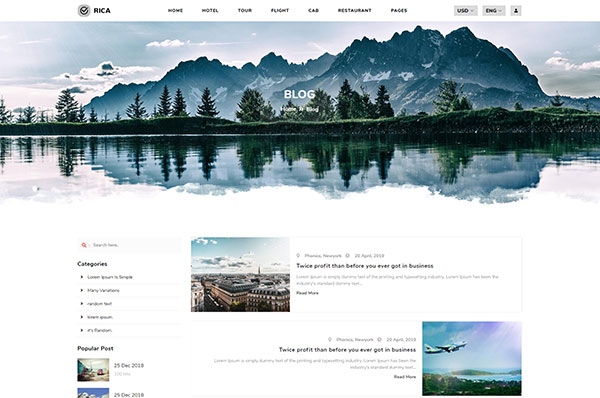 RICA
HOME HOTEL TOUR FLIGHT CAB RESTAURANT PAGES
USD ENG
BLOG
Home Blog
Search here..
Categories
Lorem Ipsum Is Simple
Many Variations
random text
lorem ipsum
it's Random.
Popular Post
25 Dec 2018
25 Dec 2018
Phonics, Newyork 20 April, 2018
Twice profit than before you ever got in business
Lorem Ipsum is simply dummy text of the printing and typesetting industry. Lorem Ipsum has been the
industry's standard dummy text...
Read More
Phonics, Newyork 20 April, 2018
Twice profit than before you ever got in business
Lorem Ipsum is simply dummy text of the printing and typesetting industry. Lorem Ipsum has been the
industry's standard dummy text...
Read More